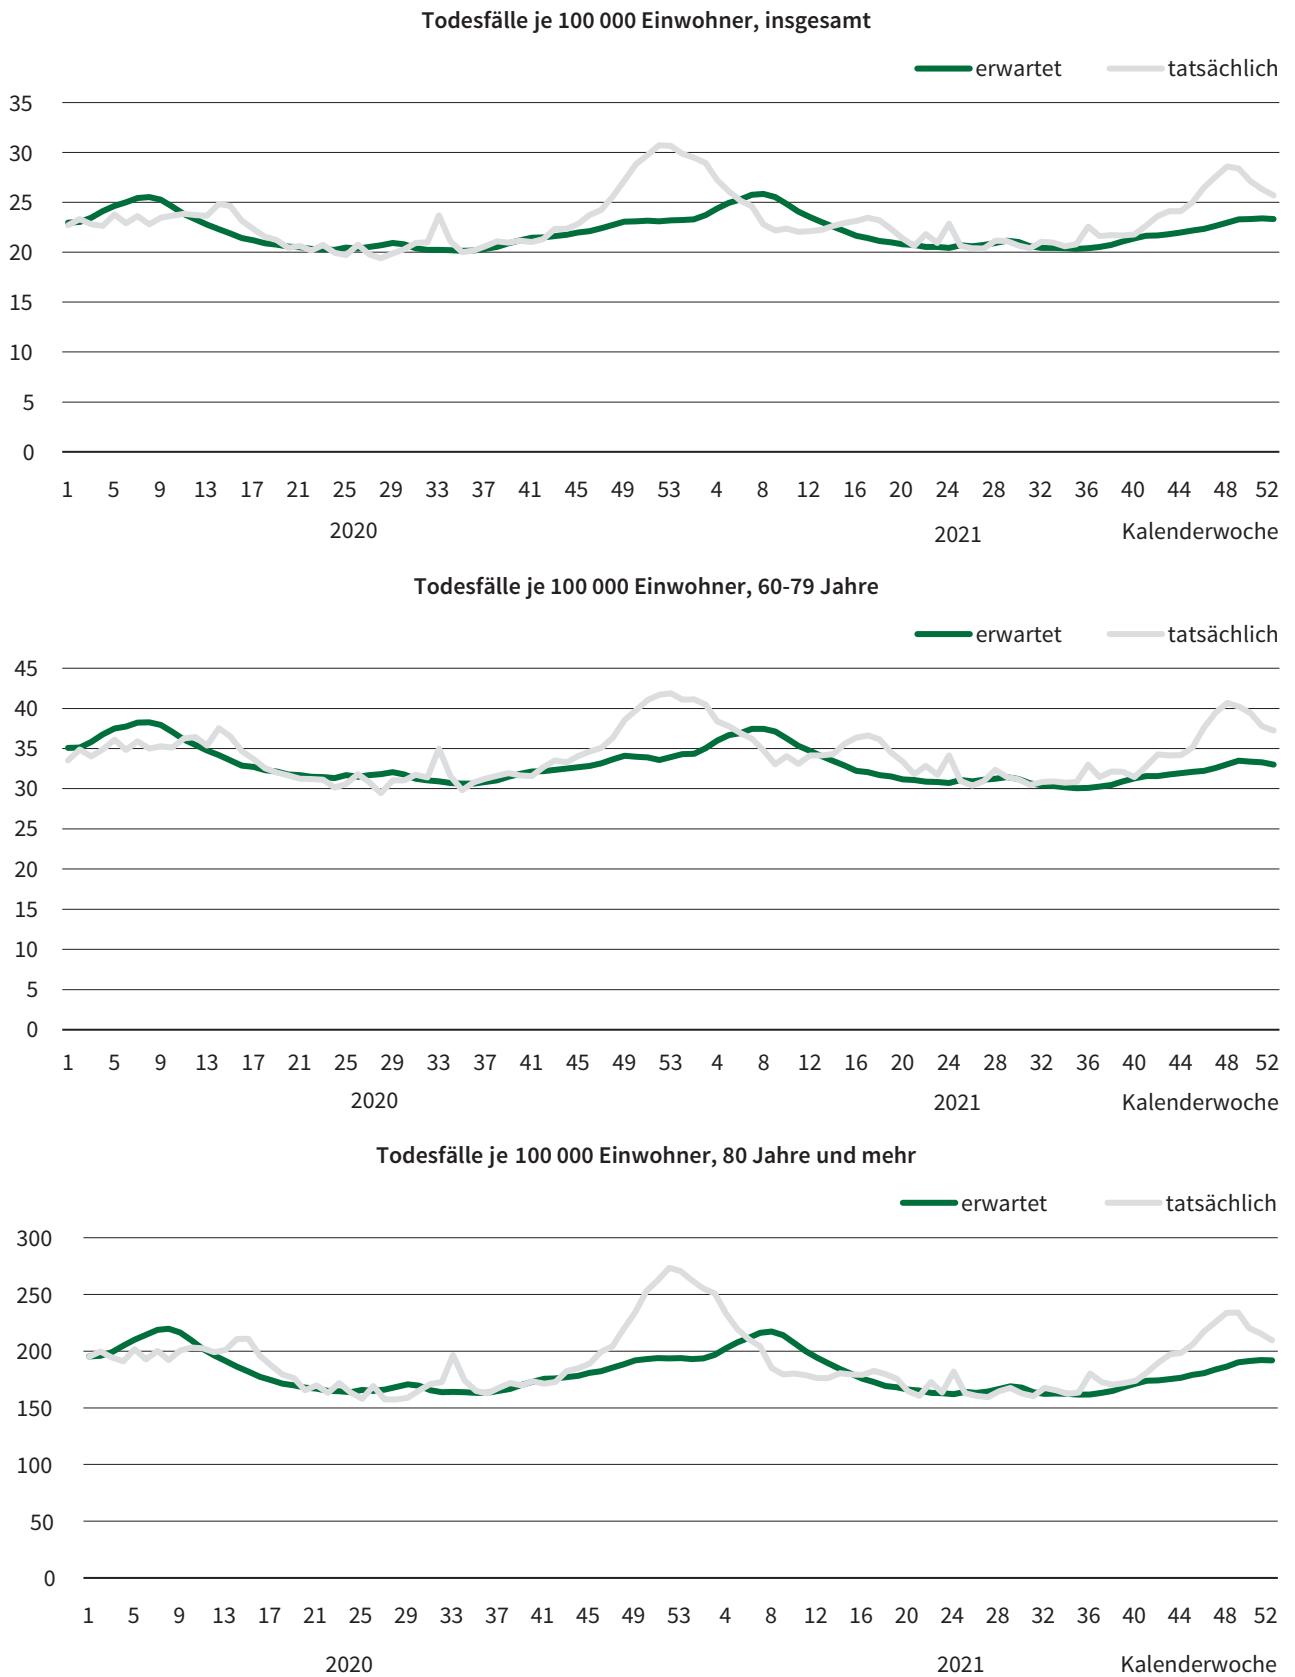 Todesfälle je 100 000 Einwohner, insgesamt
erwartet tatsächlich
35
30
25
20
15
10
5
0
1 5 9 13 17 21 25 29 33 37 41 45 49 53 4 8 12 16 20 24 28 32 36 40 44 48 52
2020 2021 Kalenderwoche
Todesfälle je 100 000 Einwohner, 60-79 Jahre
erwartet tatsächlich
45
40
35
30
25
20
15
10
5
0
1 5 9 13 17 21 25 29 33 37 41 45 49 53 4 8 12 16 20 24 28 32 36 40 44 48 52
2020 2021 Kalenderwoche
Todesfälle je 100 000 Einwohner, 80 Jahre und mehr
erwartet tatsächlich
300
250
200
150
100
50
0
1 5 9 13 17 21 25 29 33 37 41 45 49 53 4 8 12 16 20 24 28 32 36 40 44 48 52
2020 2021 Kalenderwoche